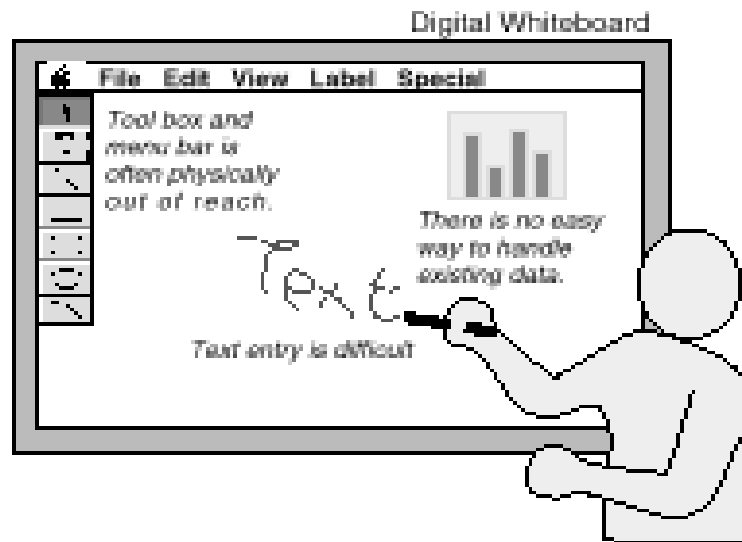 Digital Whiteboard
File Edit View Label Special
Tool box and
menu bar is
often physically
out of reach.
There is no easy
way to handle
existing data.
Text
Text entry is difficult